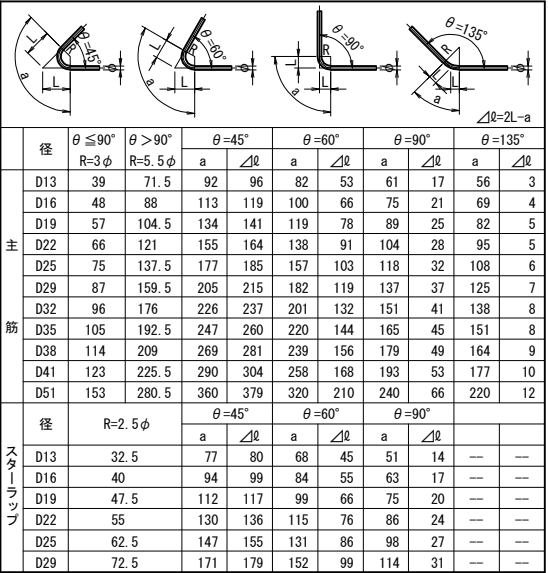 θ=45°
R
L
L
a
φ
θ=60°
R
L
L
a
φ
θ=90°
R
L
L
a
φ
θ=135°
R
L
L
a
φ
⊿ℓ=2L-a
径 θ≦90° R=3φ θ>90° R=5.5φ θ=45° θ=60° θ=90° θ=135°
a ⊿ℓ a ⊿ℓ a ⊿ℓ a ⊿ℓ
主筋
D13 39 71.5 92 96 82 53 61 17 56 3
D16 48 88 113 119 100 66 75 21 69 4
D19 57 104.5 134 141 119 78 89 25 82 5
D22 66 121 155 164 138 91 104 28 95 5
D25 75 137.5 177 185 157 103 118 32 108 6
D29 87 159.5 205 215 182 119 137 37 125 7
D32 96 176 226 237 201 132 151 41 138 8
D35 105 192.5 247 260 220 144 165 45 151 8
D38 114 209 269 281 239 156 179 49 164 9
D41 123 225.5 290 304 258 168 193 53 177 10
D51 153 280.5 360 379 320 210 240 66 220 12
スターラップ
径 R=2.5φ θ=45° θ=60° θ=90°
a ⊿ℓ a ⊿ℓ a ⊿ℓ
D13 32.5 77 80 68 45 51 14 −− −−
D16 40 94 99 84 55 63 17 −− −−
D19 47.5 112 117 99 66 75 20 −− −−
D22 55 130 136 115 76 86 24 −− −−
D25 62.5 147 155 131 86 98 27 −− −−
D29 72.5 171 179 152 99 114 31 −− −−